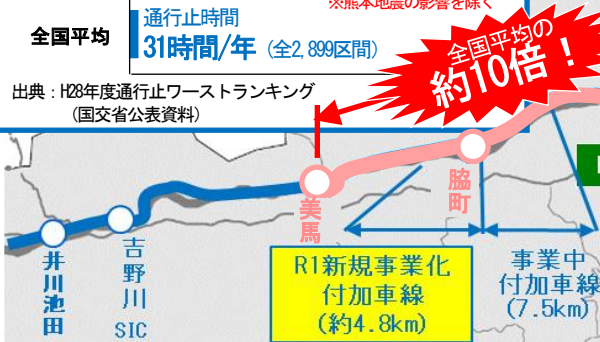 ※熊本地震の影響を除く
全国平均
通行止時間
31時間/年（全2,899区間）
全国平均の
約10倍！
出典：H28年度通行止ワーストランキング
（国交省公表資料）
脇町
美馬
吉野川
SIC
井川池田
R1新規事業化
付加車線
(約4.8km)
事業中
付加車線
(7.5km)